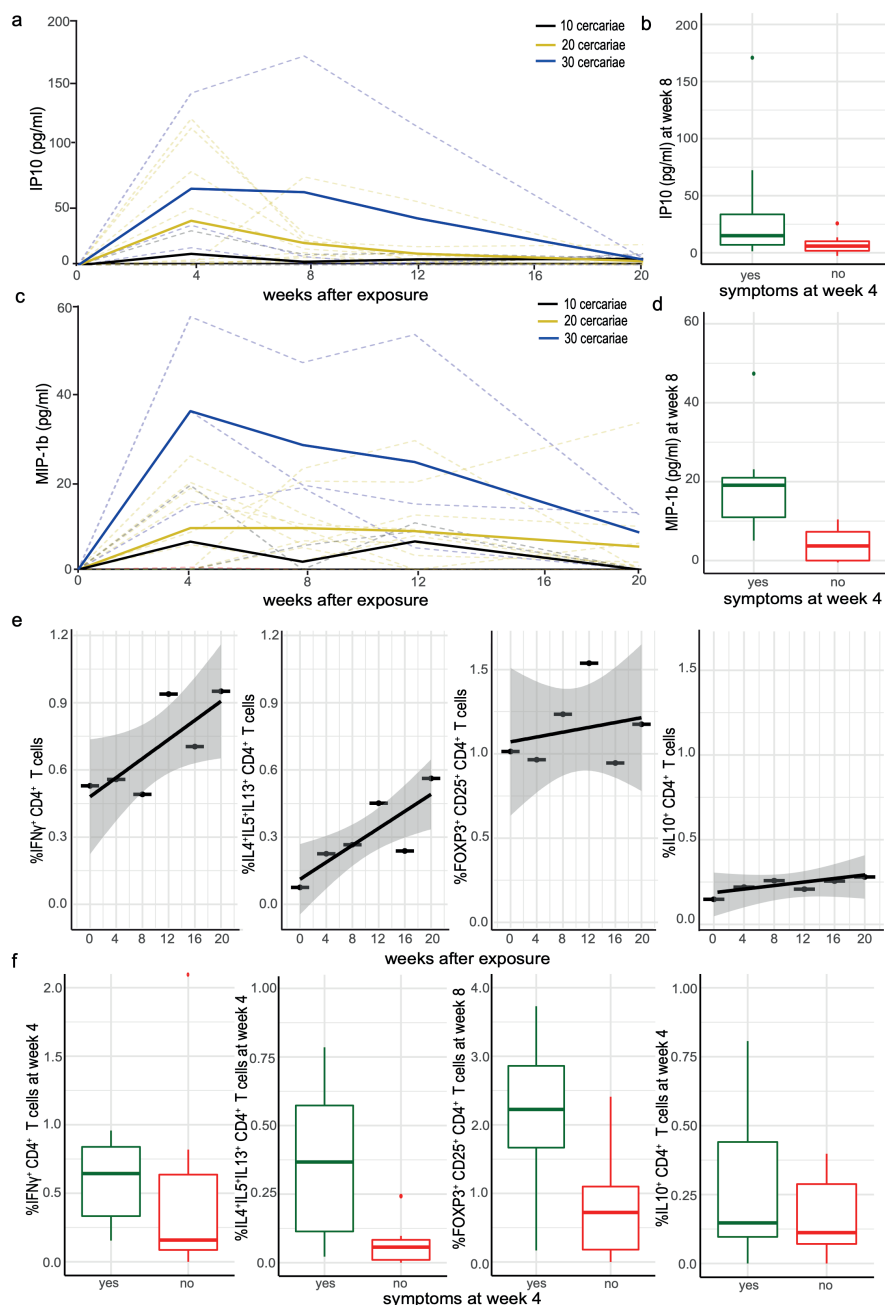 a
200
150
100
50
0
IP10 (pg/ml)
10 cercariae
20 cercariae
30 cercariae
0 4 8 12 16 20
weeks after exposure
b
200
150
100
50
0
IP10 (pg/ml) at week 8
yes no
symptoms at week 4
c
60
40
20
0
MIP-1b (pg/ml)
10 cercariae
20 cercariae
30 cercariae
0 4 8 12 16 20
weeks after exposure
d
60
40
20
0
MIP-1b (pg/ml) at week 8
yes no
symptoms at week 4
e
1.2
0.9
0.6
0.3
0.0
%IFNγ⁺ CD4⁺ T cells
0 4 8 12 16 20
1.2
0.9
0.6
0.3
0.0
%IL4⁺IL5⁺IL13⁺ CD4⁺ T cells
0 4 8 12 16 20
1.5
1.0
0.5
0.0
%FOXP3⁺ CD25⁺ CD4⁺ T cells
0 4 8 12 16 20
1.5
1.0
0.5
0.0
%IL10⁺ CD4⁺ T cells
0 4 8 12 16 20
weeks after exposure
f
2.0
1.5
1.0
0.5
0.0
%IFNγ⁺ CD4⁺ T cells at week 4
yes no
1.00
0.75
0.50
0.25
0.00
%IL4⁺IL5⁺IL13⁺ CD4⁺ T cells at week 4
yes no
4.0
3.0
2.0
1.0
0.0
%FOXP3⁺ CD25⁺ CD4⁺ T cells at week 8
yes no
1.00
0.75
0.50
0.25
0.00
%IL10⁺ CD4⁺ T cells at week 4
yes no
symptoms at week 4